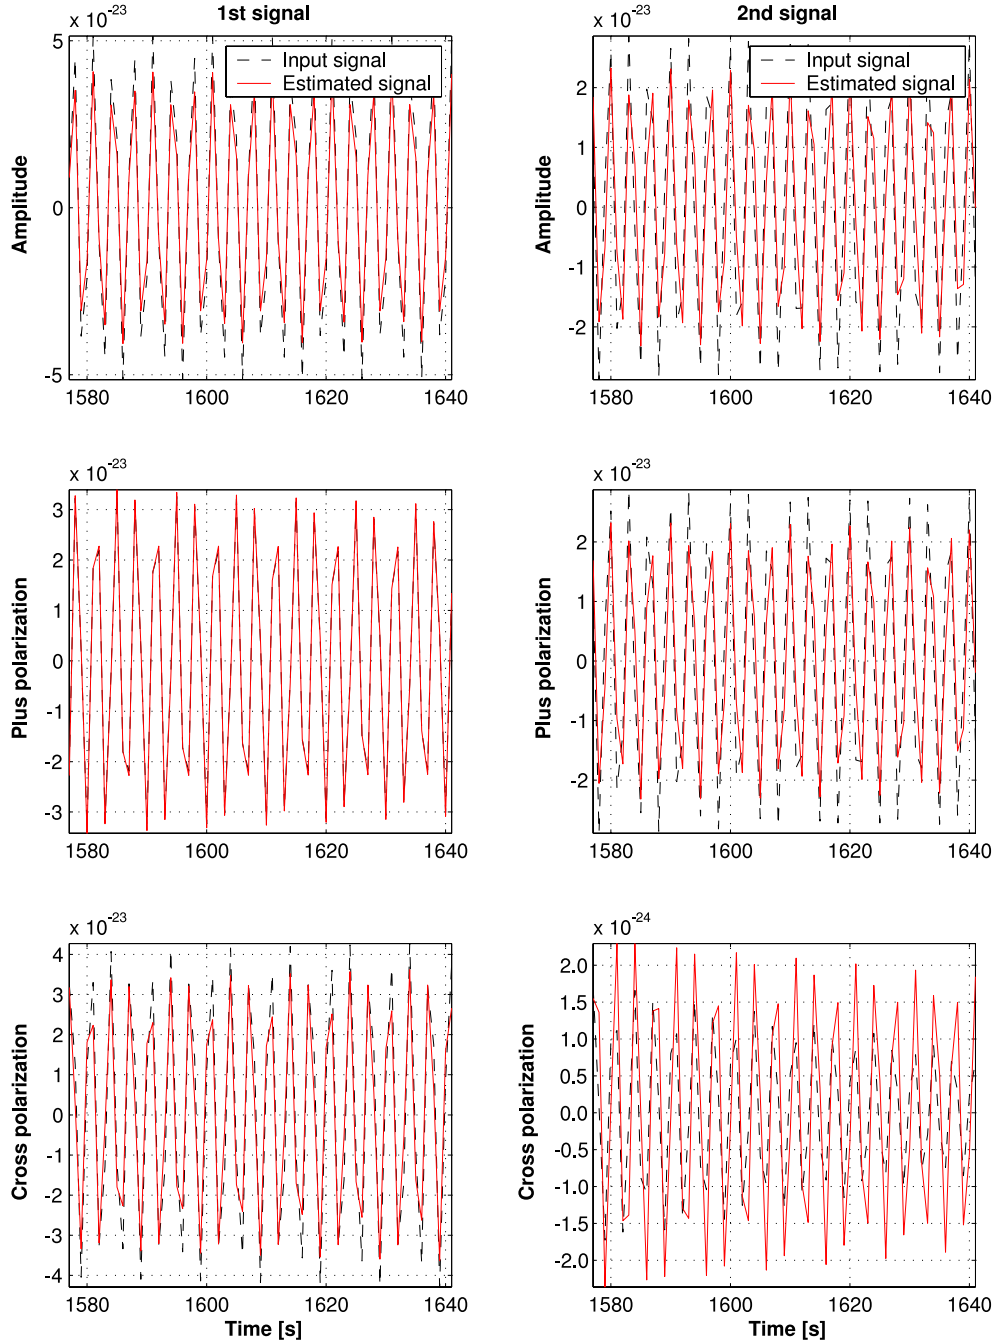 1st signal
x 10-23
Input signal
Estimated signal
5
0
-5
Amplitude
1580 1600 1620 1640
2nd signal
x 10-23
Input signal
Estimated signal
2
1
0
-1
-2
Amplitude
1580 1600 1620 1640
x 10-23
3
2
1
0
-1
-2
-3
Plus polarization
1580 1600 1620 1640
x 10-23
2
1
0
-1
-2
Plus polarization
1580 1600 1620 1640
x 10-23
4
3
2
1
0
-1
-2
-3
-4
Cross polarization
1580 1600 1620 1640
Time [s]
x 10-24
2.0
1.5
1.0
0.5
0.0
-0.5
-1.0
-1.5
-2.0
Cross polarization
1580 1600 1620 1640
Time [s]